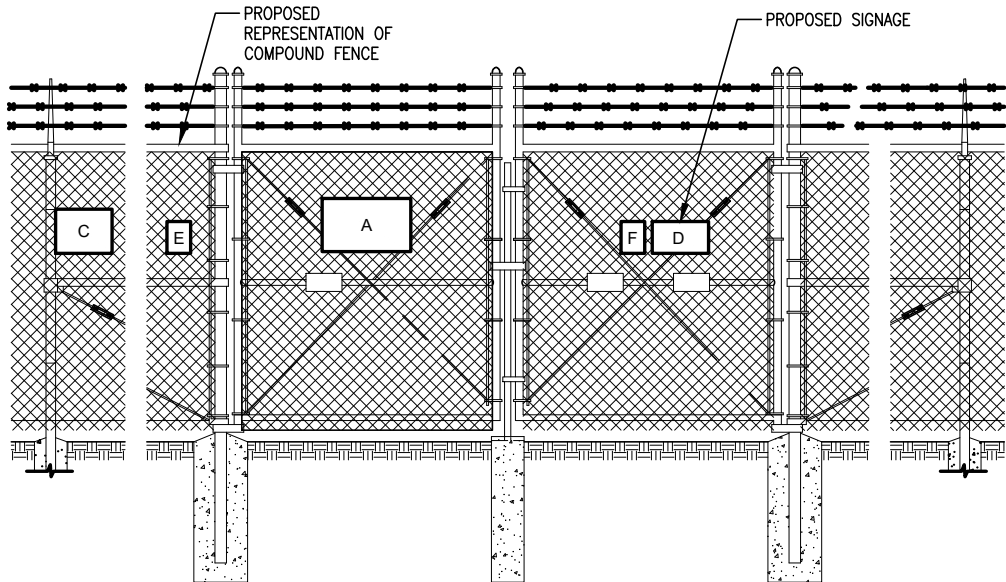 PROPOSED
REPRESENTATION OF
COMPOUND FENCE
PROPOSED SIGNAGE
C
E
A
F
D